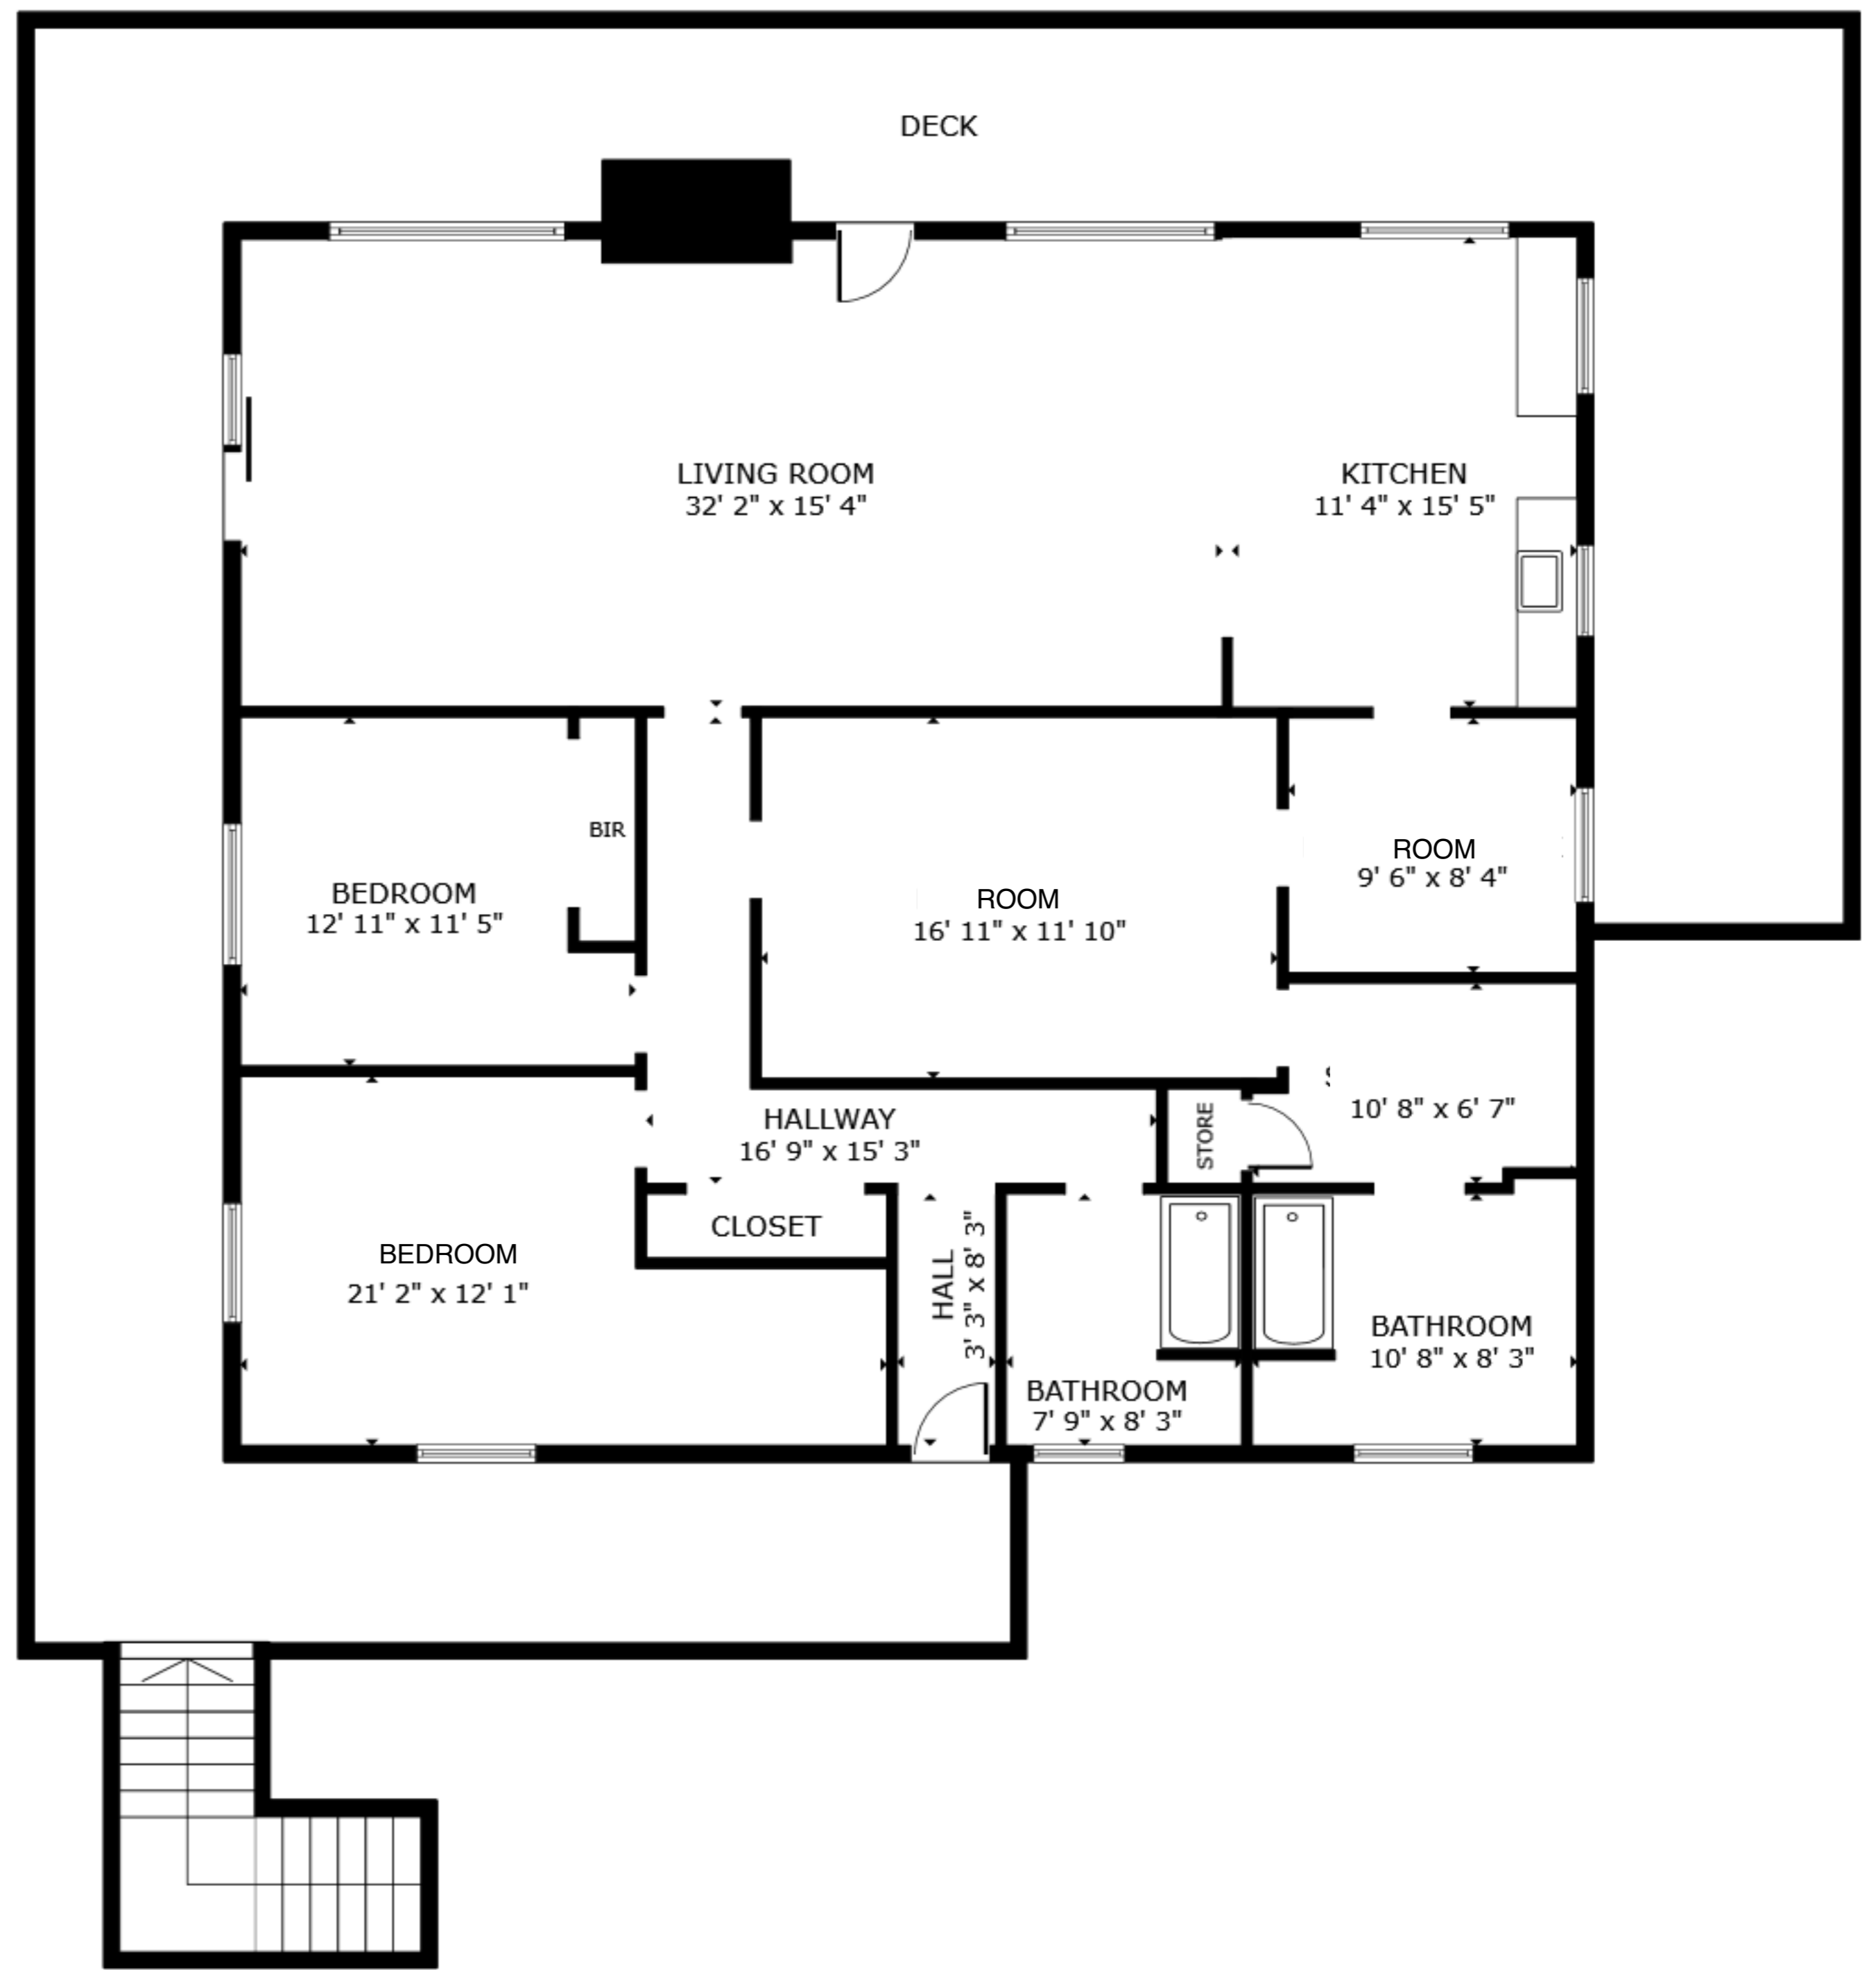 DECK
LIVING ROOM
32' 2" x 15' 4"
KITCHEN
11' 4" x 15' 5"
BIR
BEDROOM
12' 11" x 11' 5"
ROOM
16' 11" x 11' 10"
ROOM
9' 6" x 8' 4"
HALLWAY
16' 9" x 15' 3"
STORE
10' 8" x 6' 7"
CLOSET
BEDROOM
21' 2" x 12' 1"
HALL
3' 3" x 8' 3"
BATHROOM
7' 9" x 8' 3"
BATHROOM
10' 8" x 8' 3"